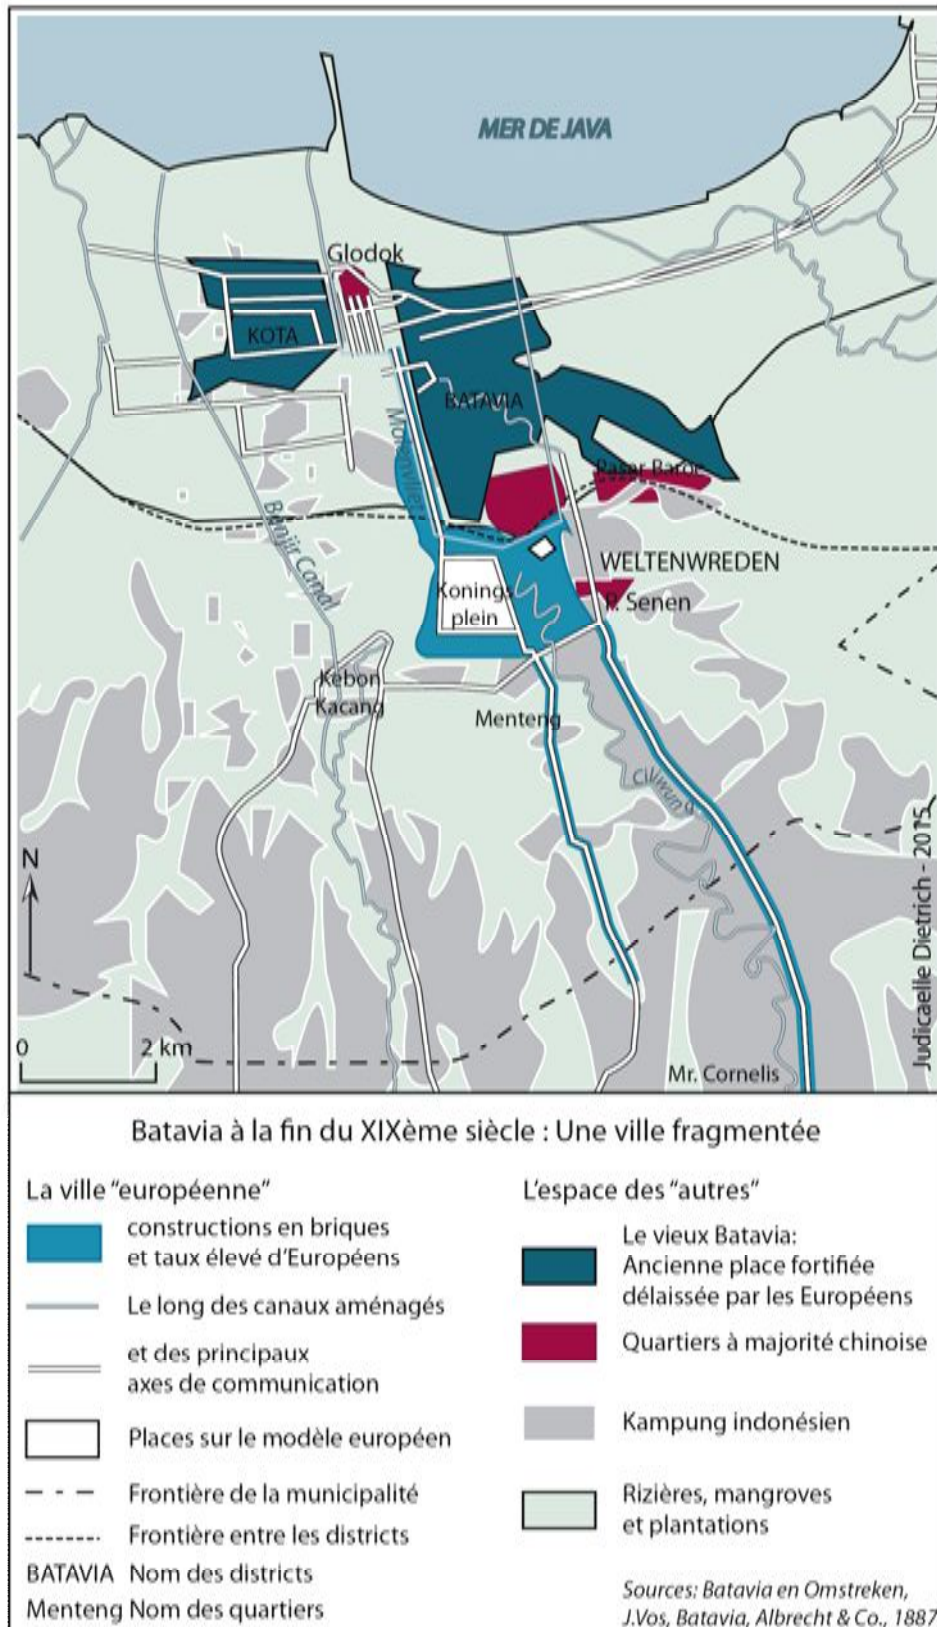 MER DE JAVA
Glodok
KOTA
BATAVIA
Molenvliet
Pasar Baroe
Banjir Canal
WELTENWREDEN
Konings
plein
P. Senen
Kebon
Kacang
Menteng
Ciliwung
N
0 2 km
Mr. Cornelis
Judicaelle Dietrich - 2015
Batavia à la fin du XIXème siècle : Une ville fragmentée
La ville "européenne"
constructions en briques
et taux élevé d'Européens
Le long des canaux aménagés
et des principaux
axes de communication
Places sur le modèle européen
Frontière de la municipalité
Frontière entre les districts
BATAVIA Nom des districts
Menteng Nom des quartiers
L'espace des "autres"
Le vieux Batavia:
Ancienne place fortifiée
délaissée par les Européens
Quartiers à majorité chinoise
Kampung indonésien
Rizières, mangroves
et plantations
Sources: Batavia en Omstreken,
J.Vos, Batavia, Albrecht & Co., 1887